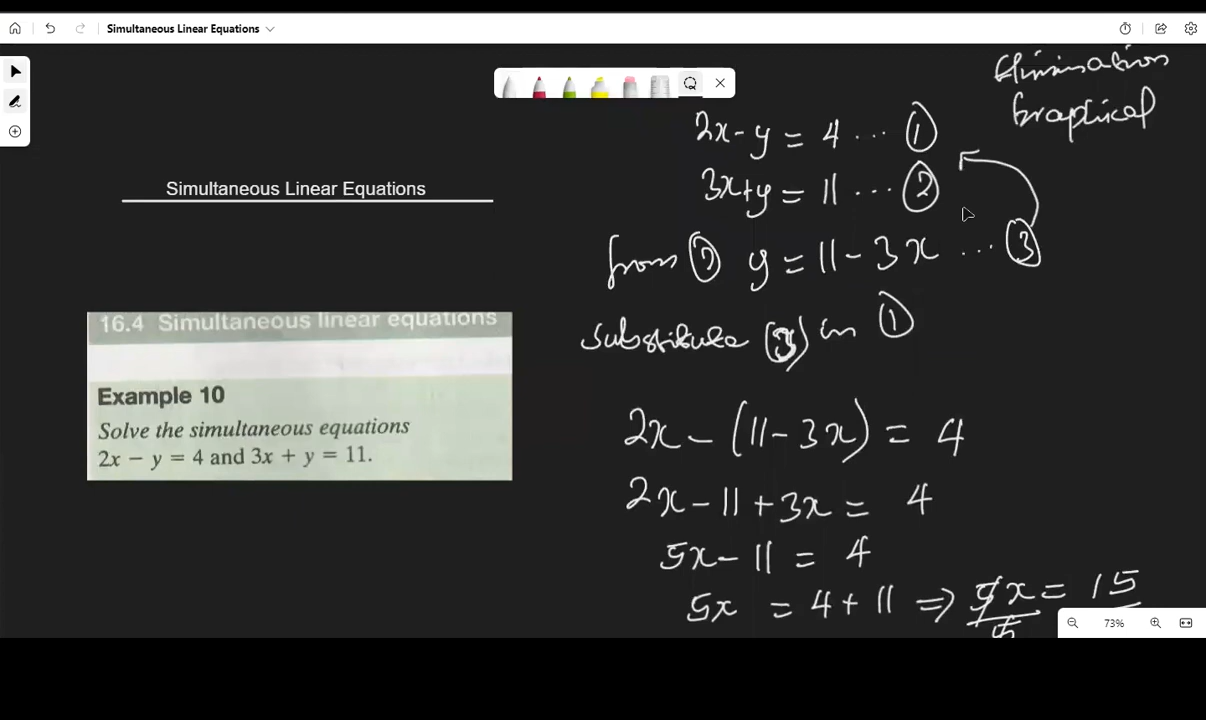 Simultaneous Linear Equations
Elimination
Graphical
2x - y = 4 ... ①
3x + y = 11 ... ②
Simultaneous Linear Equations
from ② y = 11 - 3x ... ③
substitute (3) in ①
16.4 Simultaneous linear equations
Example 10
Solve the simultaneous equations
2x − y = 4 and 3x + y = 11.
2x - (11 - 3x) = 4
2x - 11 + 3x = 4
5x - 11 = 4
5x = 4 + 11 ⇒ 5x = 15
5
73%